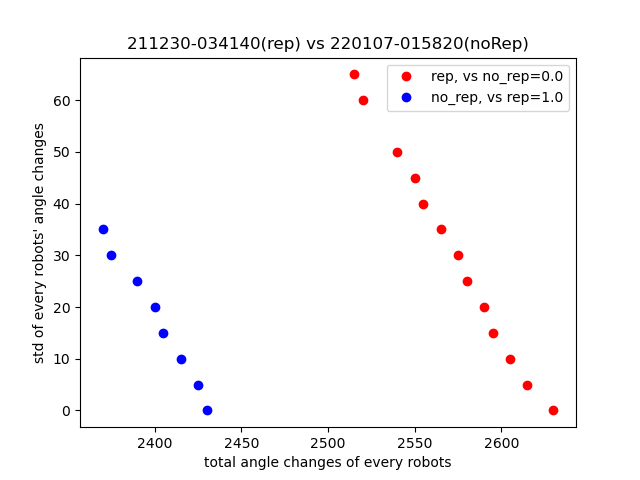 211230-034140(rep) vs 220107-015820(noRep)
rep, vs no_rep=0.0
no_rep, vs rep=1.0
std of every robots' angle changes
60
50
40
30
20
10
0
2400 2450 2500 2550 2600
total angle changes of every robots